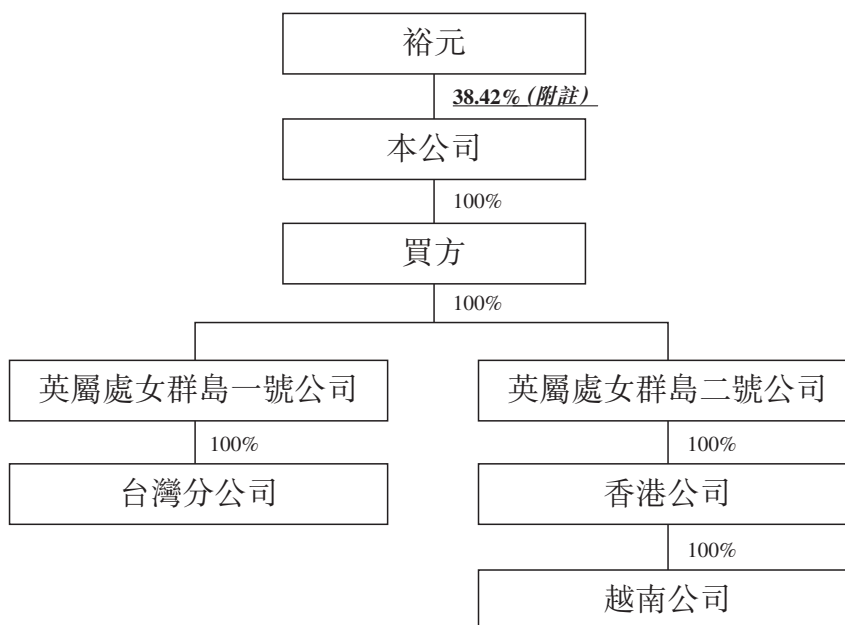 裕元
38.42% (附註)
本公司
100%
買方
100%
英屬處女群島一號公司
英屬處女群島二號公司
100%
100%
台灣分公司
香港公司
100%
越南公司